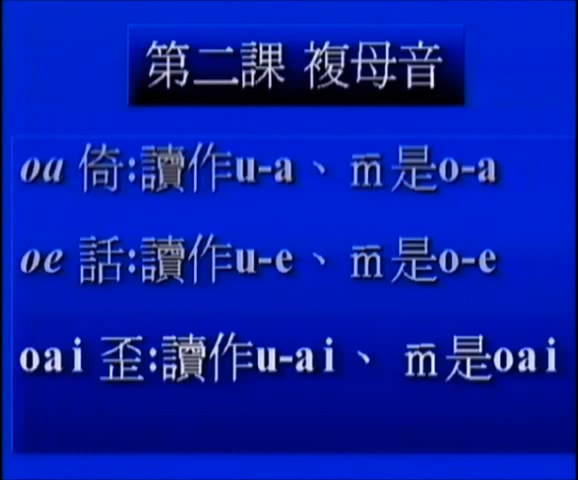 第二課 複母音
oa 倚:讀作u-a、m̄是o-a
oe 話:讀作u-e、m̄是o-e
oai 歪:讀作u-ai、m̄是oai